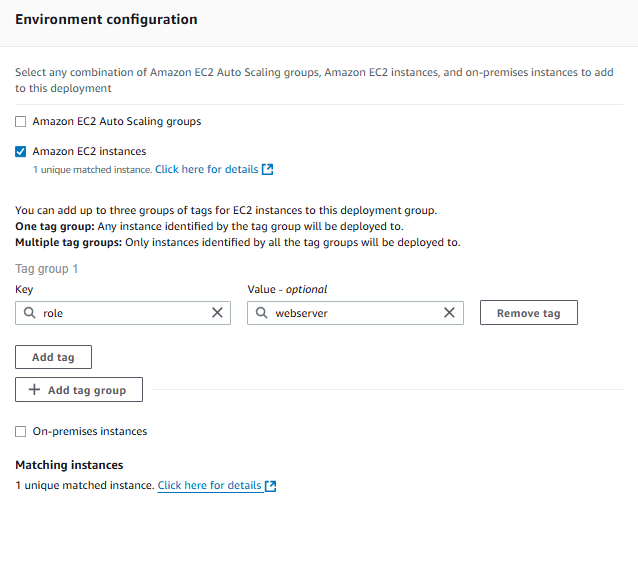 Environment configuration
Select any combination of Amazon EC2 Auto Scaling groups, Amazon EC2 instances, and on-premises instances to add
to this deployment
Amazon EC2 Auto Scaling groups
Amazon EC2 instances
1 unique matched instance. Click here for details
You can add up to three groups of tags for EC2 instances to this deployment group.
One tag group: Any instance identified by the tag group will be deployed to.
Multiple tag groups: Only instances identified by all the tag groups will be deployed to.
Tag group 1
Key Value - optional
role webserver Remove tag
Add tag
Add tag group
On-premises instances
Matching instances
1 unique matched instance. Click here for details